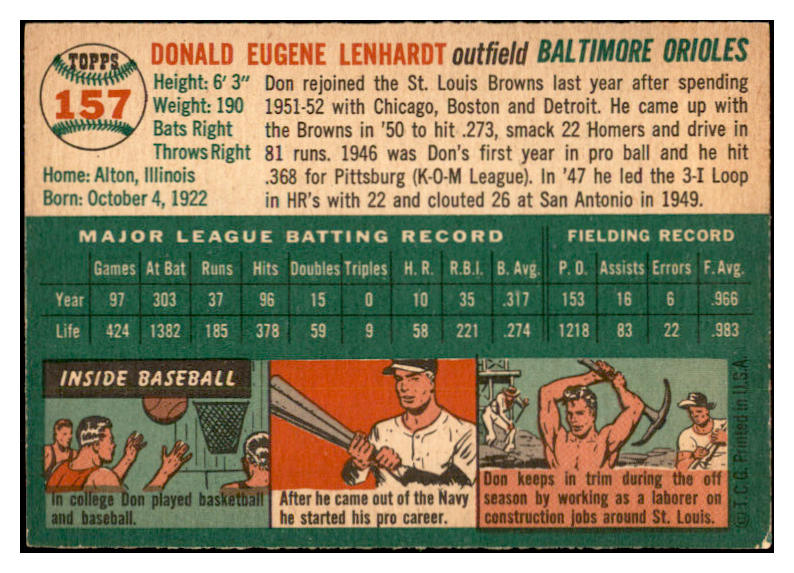 TOPPS
157
DONALD EUGENE LENHARDT outfield BALTIMORE ORIOLES
Height: 6' 3"
Weight: 190
Bats Right
Throws Right
Home: Alton, Illinois
Born: October 4, 1922
Don rejoined the St. Louis Browns last year after spending
1951-52 with Chicago, Boston and Detroit. He came up with
the Browns in '50 to hit .273, smack 22 Homers and drive in
81 runs. 1946 was Don's first year in pro ball and he hit
.368 for Pittsburg (K-O-M League). In '47 he led the 3-I Loop
in HR's with 22 and clouted 26 at San Antonio in 1949.
MAJOR LEAGUE BATTING RECORD FIELDING RECORD
Games At Bat Runs Hits Doubles Triples H. R. R.B.I. B. Avg. P. O. Assists Errors F. Avg.
Year 97 303 37 96 15 0 10 35 .317 153 16 6 .966
Life 424 1382 185 378 59 9 58 221 .274 1218 83 22 .983
INSIDE BASEBALL
In college Don played basketball
and baseball.
After he came out of the Navy
he started his pro career.
Don keeps in trim during the off
season by working as a laborer on
construction jobs around St. Louis.
© T.C.G. Printed in U.S.A.